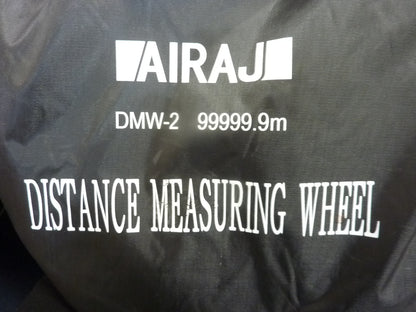 AIRAJ
DMW-2 99999.9m
DISTANCE MEASURING WHEEL